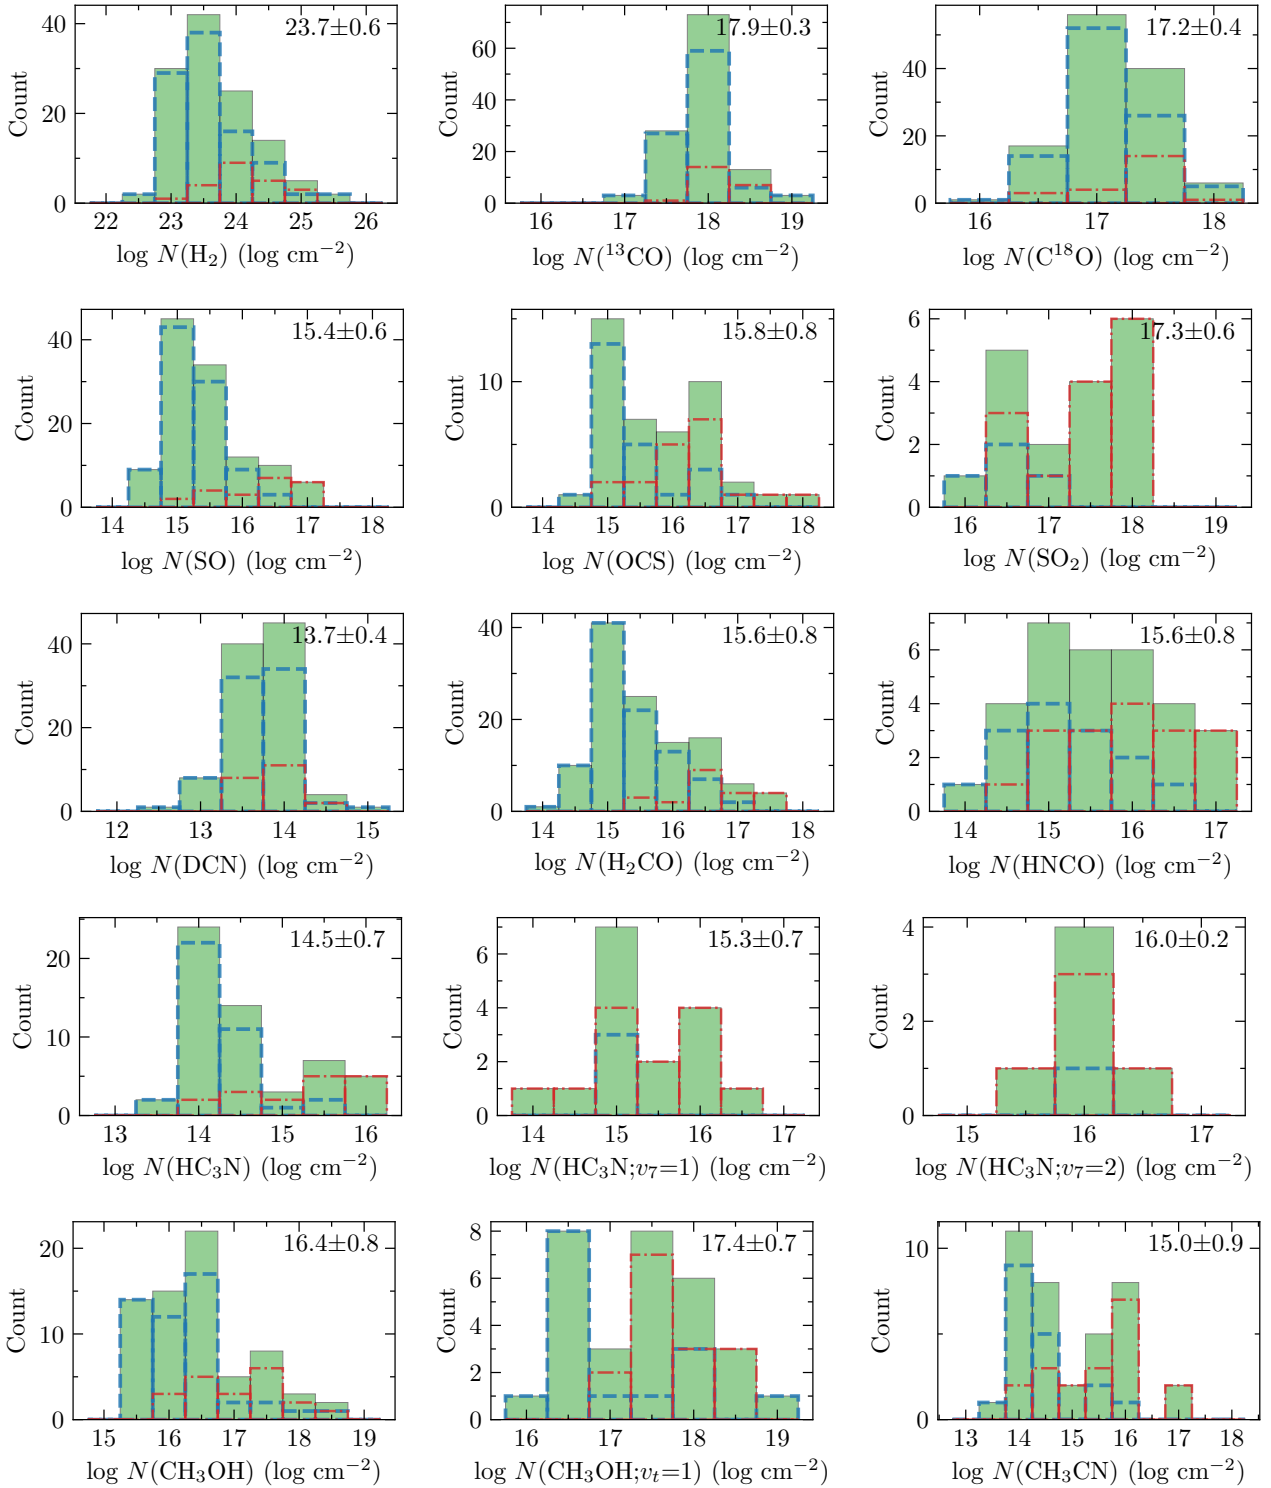 23.7±0.6
Count
0 20 40
22 23 24 25 26
log N(H₂) (log cm⁻²)
17.9±0.3
Count
0 20 40 60
16 17 18 19
log N(¹³CO) (log cm⁻²)
17.2±0.4
Count
0 20 40
16 17 18
log N(C¹⁸O) (log cm⁻²)
15.4±0.6
Count
0 20 40
14 15 16 17 18
log N(SO) (log cm⁻²)
15.8±0.8
Count
0 10
14 15 16 17 18
log N(OCS) (log cm⁻²)
17.3±0.6
Count
0 2 4 6
16 17 18 19
log N(SO₂) (log cm⁻²)
13.7±0.4
Count
0 20 40
12 13 14 15
log N(DCN) (log cm⁻²)
15.6±0.8
Count
0 20 40
14 15 16 17 18
log N(H₂CO) (log cm⁻²)
15.6±0.8
Count
0 2 4 6
14 15 16 17
log N(HNCO) (log cm⁻²)
14.5±0.7
Count
0 10 20
13 14 15 16
log N(HC₃N) (log cm⁻²)
15.3±0.7
Count
0 2 4 6
14 15 16 17
log N(HC₃N;v₇=1) (log cm⁻²)
16.0±0.2
Count
0 2 4
15 16 17
log N(HC₃N;v₇=2) (log cm⁻²)
16.4±0.8
Count
0 10 20
15 16 17 18 19
log N(CH₃OH) (log cm⁻²)
17.4±0.7
Count
0 2 4 6 8
16 17 18 19
log N(CH₃OH;vₜ=1) (log cm⁻²)
15.0±0.9
Count
0 10
13 14 15 16 17 18
log N(CH₃CN) (log cm⁻²)